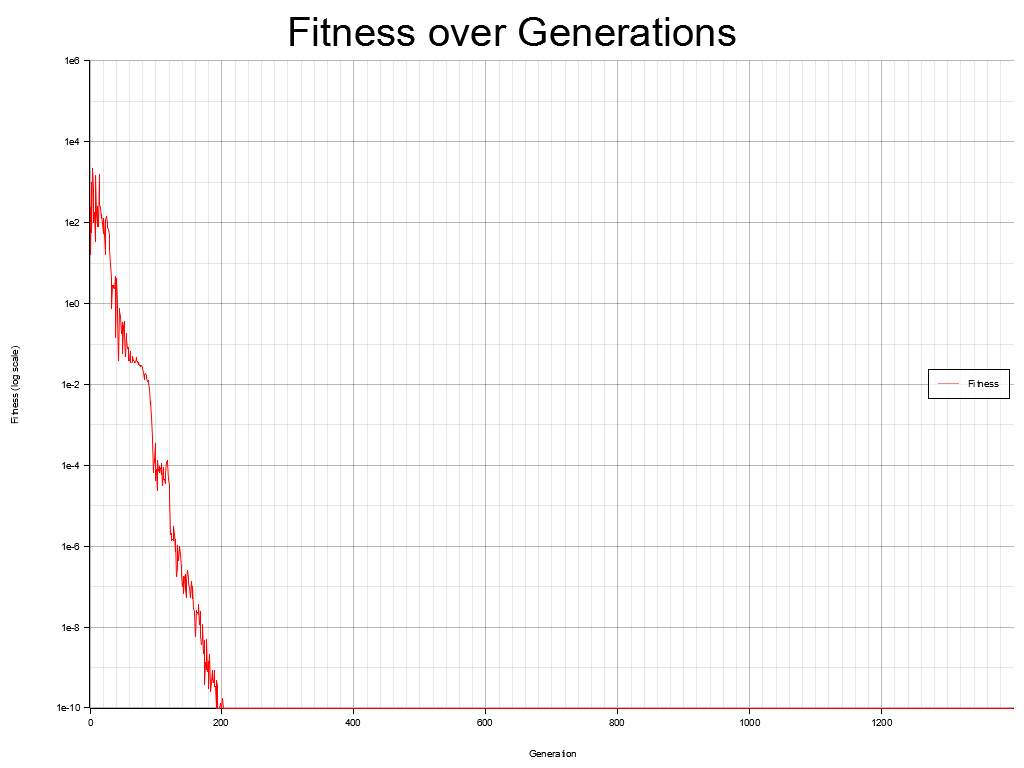 Fitness over Generations
1e6
1e4
1e2
1e0
1e-2
1e-4
1e-6
1e-8
1e-10
Fitness (log scale)
Fitness
0 200 400 600 800 1000 1200
Generation